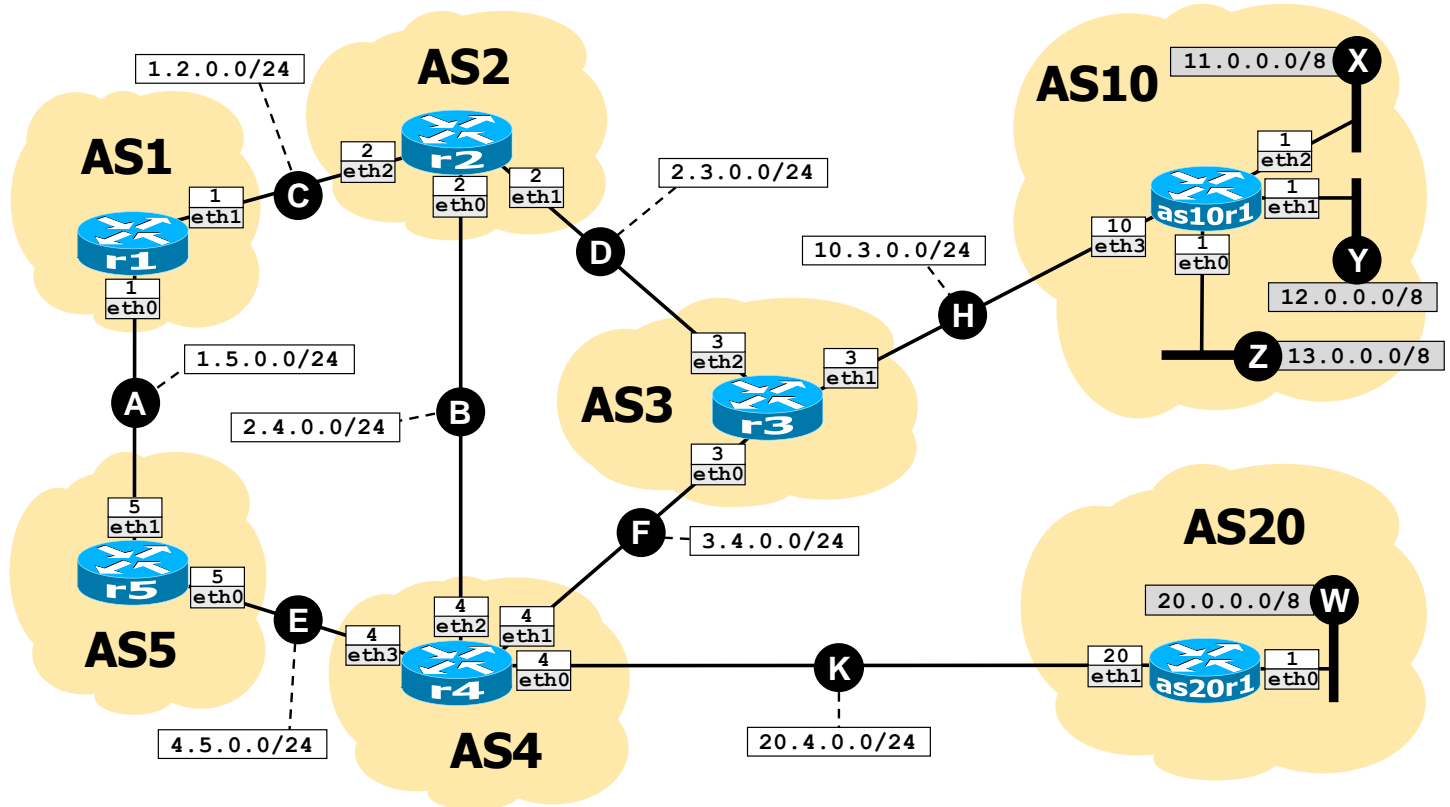 1.2.0.0/24
AS2
11.0.0.0/8
X
AS10
r2
2
eth2
2
eth0
2
eth1
2.3.0.0/24
1
eth2
AS1
C
1
eth1
as10r1
1
eth1
r1
1
eth0
D
10.3.0.0/24
10
eth3
1
eth0
Y
12.0.0.0/8
H
1.5.0.0/24
3
eth2
3
eth1
Z
13.0.0.0/8
A
2.4.0.0/24
B
AS3
r3
3
eth0
5
eth1
F
3.4.0.0/24
AS20
r5
5
eth0
20.0.0.0/8
W
E
4
eth2
4
eth1
4
eth3
r4
4
eth0
K
20
eth1
as20r1
1
eth0
AS5
4.5.0.0/24
AS4
20.4.0.0/24